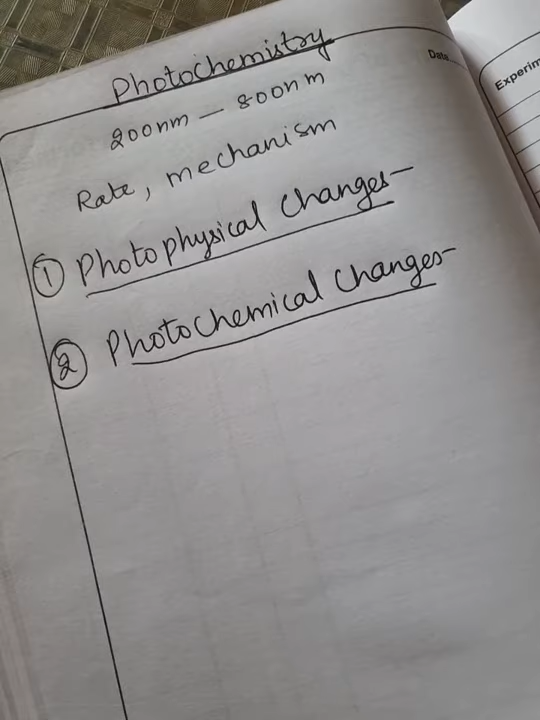 Photochemistry
Date.....
Experim
200nm — 800nm
Rate, mechanism
① Photophysical Changes—
② Photochemical Changes—